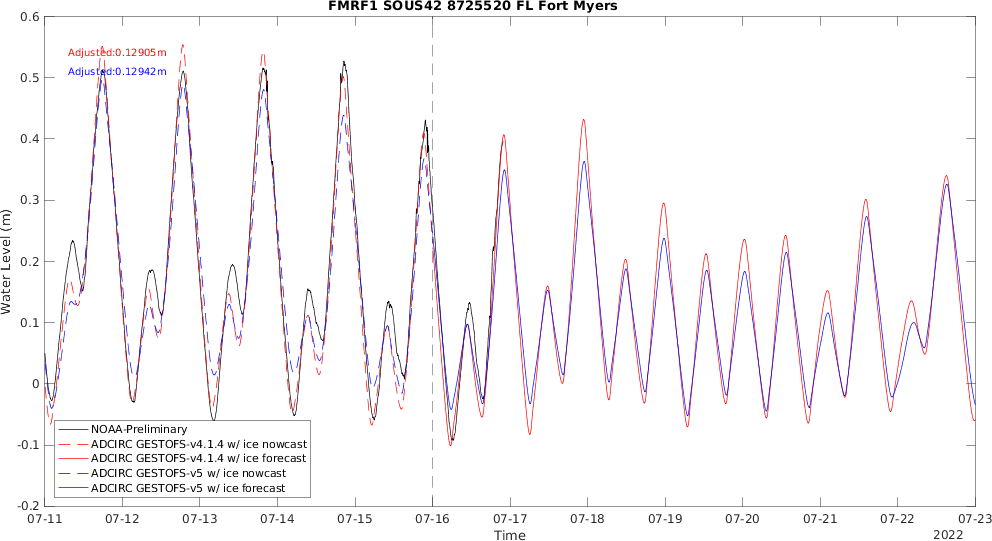 FMRF1 SOUS42 8725520 FL Fort Myers
0.6
Adjusted:0.12905m
Adjusted:0.12942m
0.5
0.4
0.3
0.2
0.1
0
-0.1
-0.2
Water Level (m)
NOAA-Preliminary
ADCIRC GESTOFS-v4.1.4 w/ ice nowcast
ADCIRC GESTOFS-v4.1.4 w/ ice forecast
ADCIRC GESTOFS-v5 w/ ice nowcast
ADCIRC GESTOFS-v5 w/ ice forecast
07-11 07-12 07-13 07-14 07-15 07-16 07-17 07-18 07-19 07-20 07-21 07-22 07-23
Time
2022